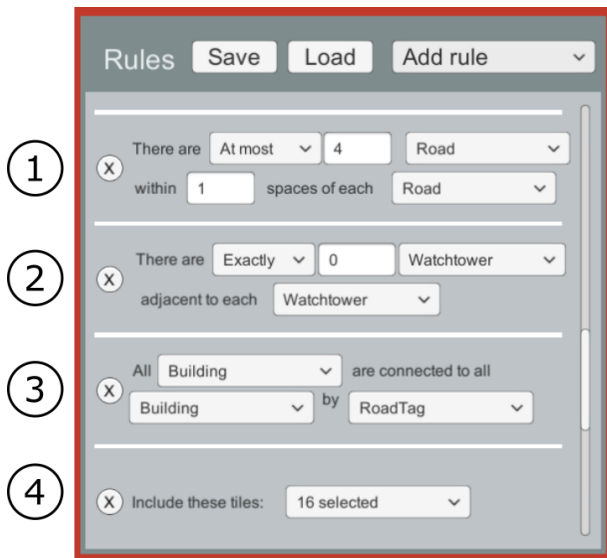 Rules Save Load Add rule
1
There are At most 4 Road
X
within 1 spaces of each Road
2
There are Exactly 0 Watchtower
X
adjacent to each Watchtower
3
All Building are connected to all
X
Building by RoadTag
4
X Include these tiles: 16 selected